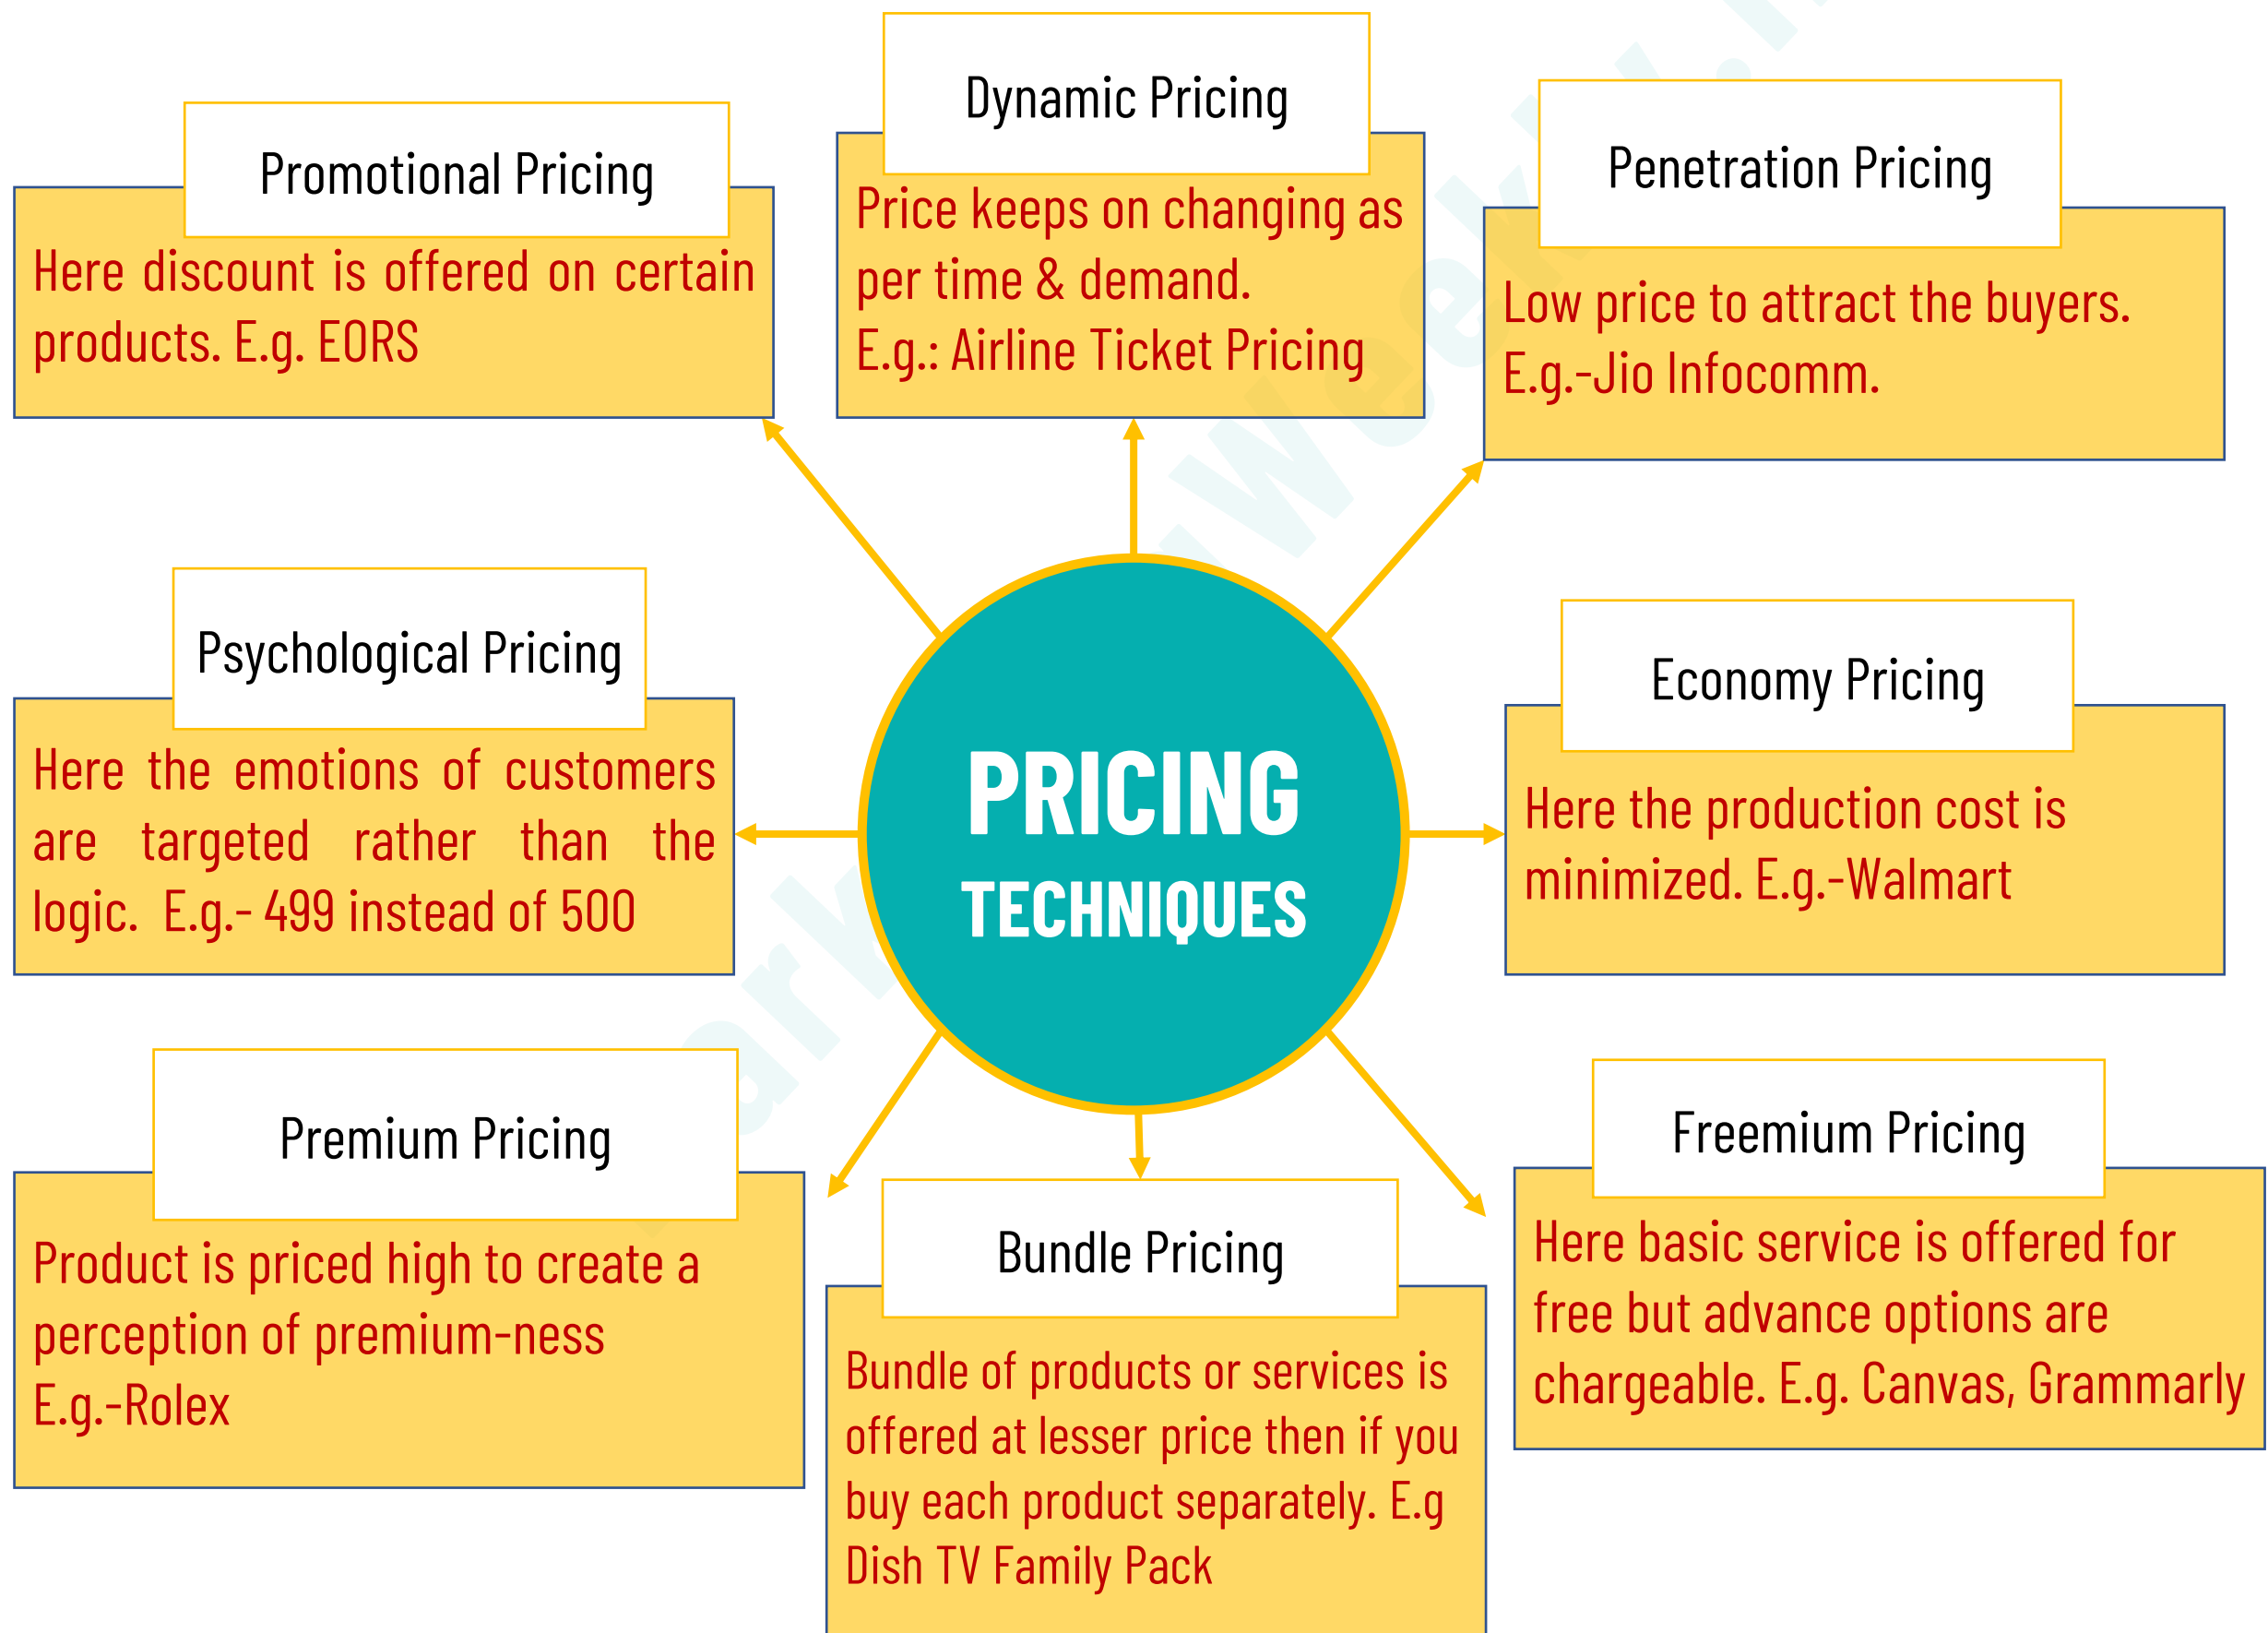 Dynamic Pricing
Price keeps on changing as
per time & demand.
E.g.: Airline Ticket Pricing
Promotional Pricing
Here discount is offered on certain
products. E.g. EORS
Penetration Pricing
Low price to attract the buyers.
E.g.-Jio Infocomm.
Psychological Pricing
Here the emotions of customers
are targeted rather than the
logic. E.g.- 499 instead of 500
PRICING
TECHNIQUES
Economy Pricing
Here the production cost is
minimized. E.g.-Walmart
Premium Pricing
Product is priced high to create a
perception of premium-ness
E.g.-Rolex
Bundle Pricing
Bundle of products or services is
offered at lesser price then if you
buy each product separately. E.g
Dish TV Family Pack
Freemium Pricing
Here basic service is offered for
free but advance options are
chargeable. E.g. Canvas, Grammarly